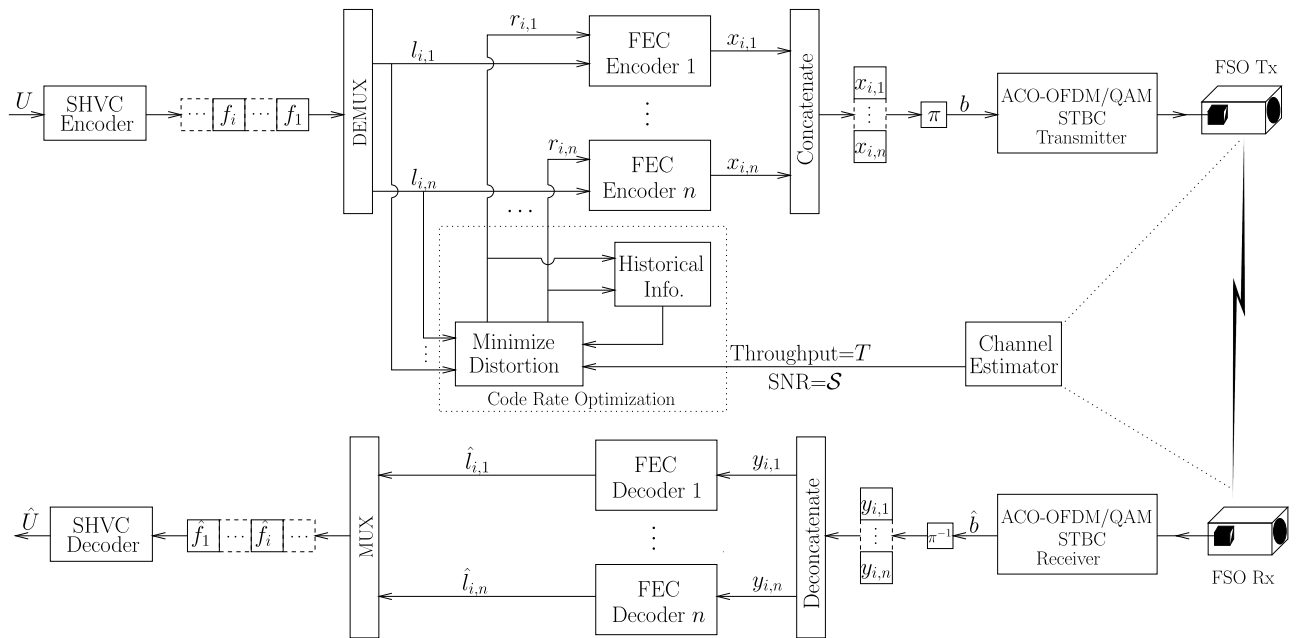 U
SHVC
Encoder
··· f_i ··· f_1
DEMUX
l_{i,1}
r_{i,1}
FEC
Encoder 1
x_{i,1}
⋮
l_{i,n}
r_{i,n}
FEC
Encoder n
x_{i,n}
···
Concatenate
x_{i,1}
⋮
x_{i,n}
π
b
ACO-OFDM/QAM
STBC
Transmitter
FSO Tx
Historical
Info.
Minimize
Distortion
⋮
Code Rate Optimization
Throughput=T
SNR=𝒮
Channel
Estimator
Û
SHVC
Decoder
f̂_1 ··· f̂_i ···
MUX
l̂_{i,1}
FEC
Decoder 1
y_{i,1}
⋮
l̂_{i,n}
FEC
Decoder n
y_{i,n}
Deconcatenate
y_{i,1}
⋮
y_{i,n}
π^{-1}
b̂
ACO-OFDM/QAM
STBC
Receiver
FSO Rx